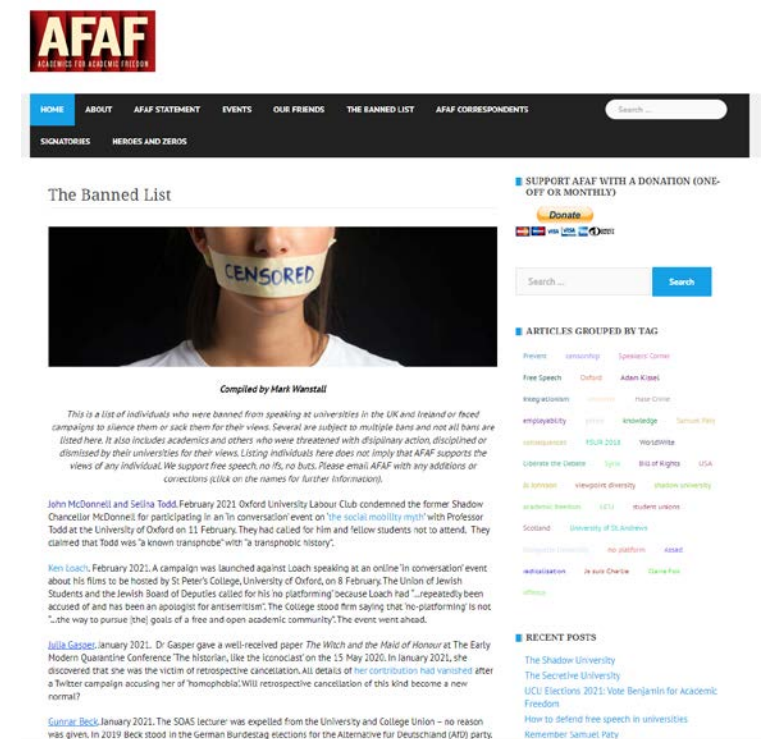 AFAF
ACADEMICS FOR ACADEMIC FREEDOM
HOME ABOUT AFAF STATEMENT EVENTS OUR FRIENDS THE BANNED LIST AFAF CORRESPONDENTS
Search ...
SIGNATORIES HEROES AND ZEROS
The Banned List
CENSORED
Compiled by Mark Wanstall
This is a list of individuals who were banned from speaking at universities in the UK and Ireland or faced
campaigns to silence them or sack them for their views. Several are subject to multiple bans and not all bans are
listed here. It also includes academics and others who were threatened with disiplinary action, disciplined or
dismissed by their universities for their views. Listing individuals here does not imply that AFAF supports the
views of any individual. We support free speech, no ifs, no buts. Please email AFAF with any additions or
corrections (click on the names for further information).
John McDonnell and Selina Todd. February 2021 Oxford University Labour Club condemned the former Shadow
Chancellor McDonnell for participating in an 'in conversation' event on 'the social mobility myth' with Professor
Todd at the University of Oxford on 11 February. They had called for him and fellow students not to attend. They
claimed that Todd was "a known transphobe" with "a transphobic history".
Ken Loach. February 2021. A campaign was launched against Loach speaking at an online 'in conversation' event
about his films to be hosted by St Peter's College, University of Oxford, on 8 February. The Union of Jewish
Students and the Jewish Board of Deputies called for his 'no platforming' because Loach had "...repeatedly been
accused of and has been an apologist for antisemitism". The College stood firm saying that 'no-platforming' is not
"...the way to pursue [the] goals of a free and open academic community". The event went ahead.
Julia Gasper. January 2021. Dr Gasper gave a well-received paper The Witch and the Maid of Honour at The Early
Modern Quarantine Conference 'The historian, like the iconoclast' on the 15 May 2020. In January 2021, she
discovered that she was the victim of retrospective cancellation. All details of her contribution had vanished after
a Twitter campaign accusing her of 'homophobia'. Will retrospective cancellation of this kind become a new
normal?
Gunnar Beck. January 2021. The SOAS lecturer was expelled from the University and College Union – no reason
was given. In 2019 Beck stood in the German Bundestag elections for the Alternative fur Deutschland (AfD) party.
SUPPORT AFAF WITH A DONATION (ONE-
OFF OR MONTHLY)
Donate
Search ... Search
ARTICLES GROUPED BY TAG
Prevent censorship Speakers' Corner
Free Speech Oxford Adam Kissel
Integrationism Hate Crime
employability knowledge Samuel Paty
consequences FSUR 2018 WorldWrite
Liberate the Debate Syria Bill of Rights USA
Jo Johnson viewpoint diversity shadow university
academic freedom UCU student unions
Scotland University of St. Andrews
no platform Assad
radicalisation Je suis Charlie Claire Fox
offence
RECENT POSTS
The Shadow University
The Secretive University
UCU Elections 2021: Vote Benjamin for Academic
Freedom
How to defend free speech in universities
Remember Samuel Paty